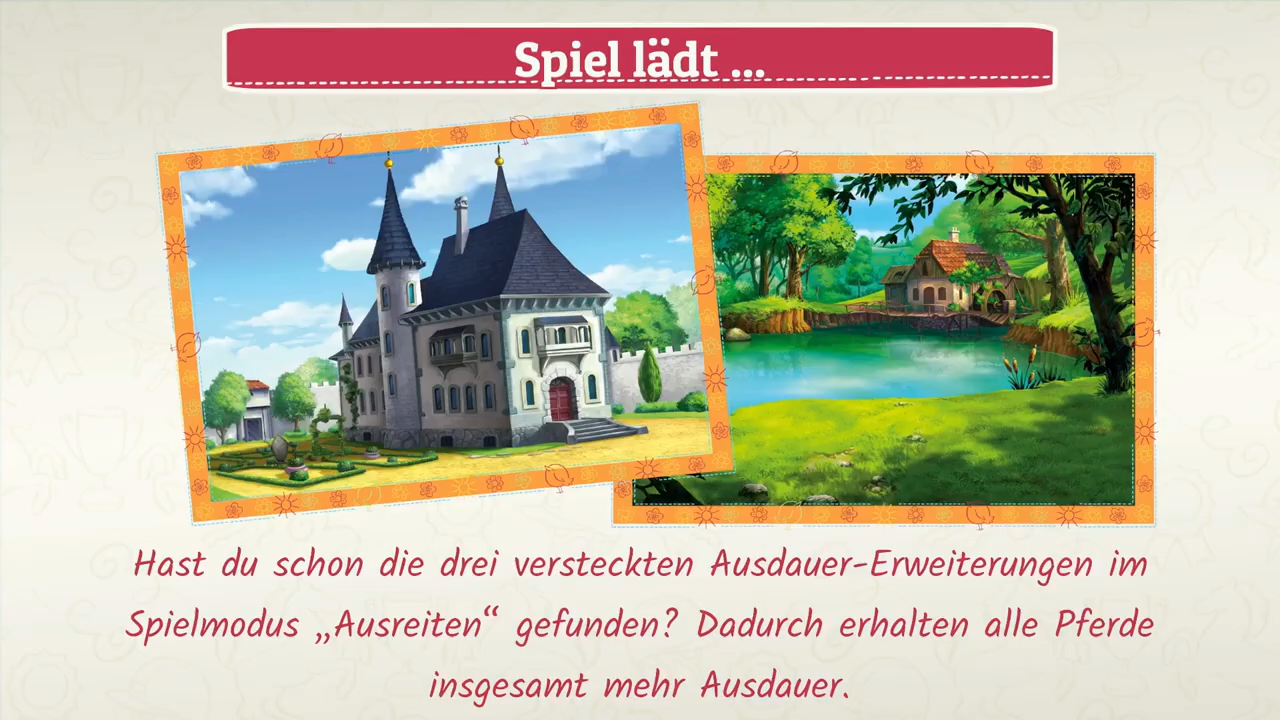 Spiel lädt ...
Hast du schon die drei versteckten Ausdauer-Erweiterungen im
Spielmodus „Ausreiten“ gefunden? Dadurch erhalten alle Pferde
insgesamt mehr Ausdauer.